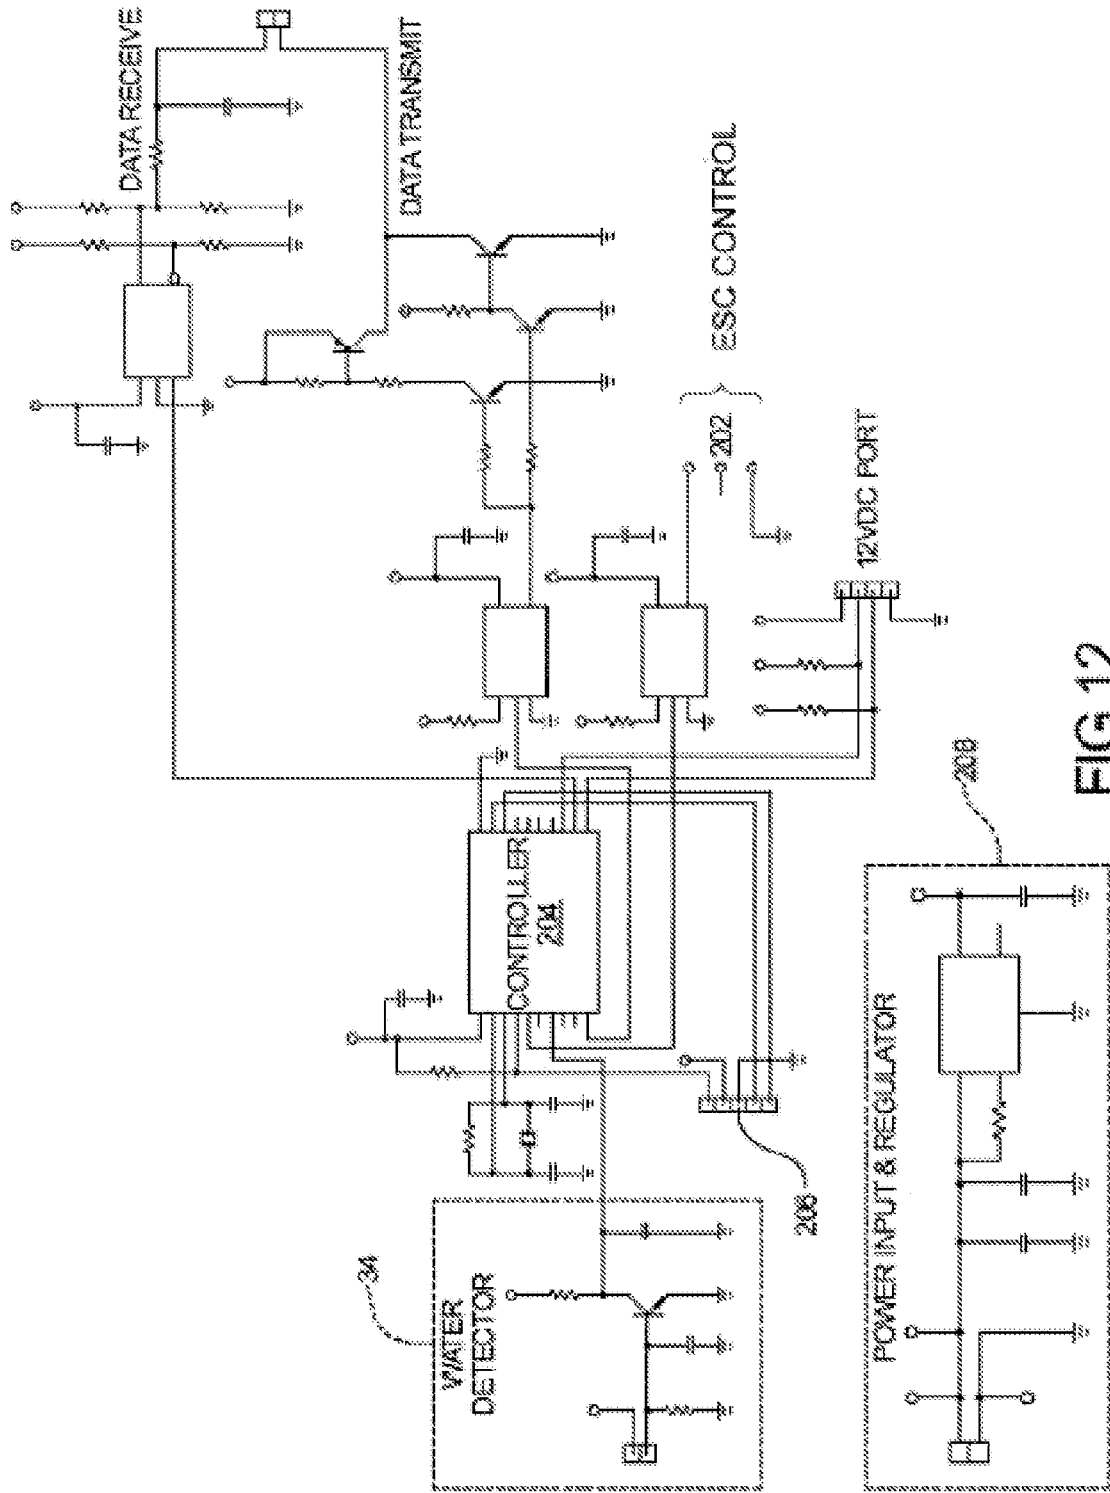 DATA RECEIVE
DATA TRANSMIT
ESC CONTROL
202
12VDC PORT
CONTROLLER
204
34
WATER
DETECTOR
206
208
POWER INPUT & REGULATOR
FIG 12